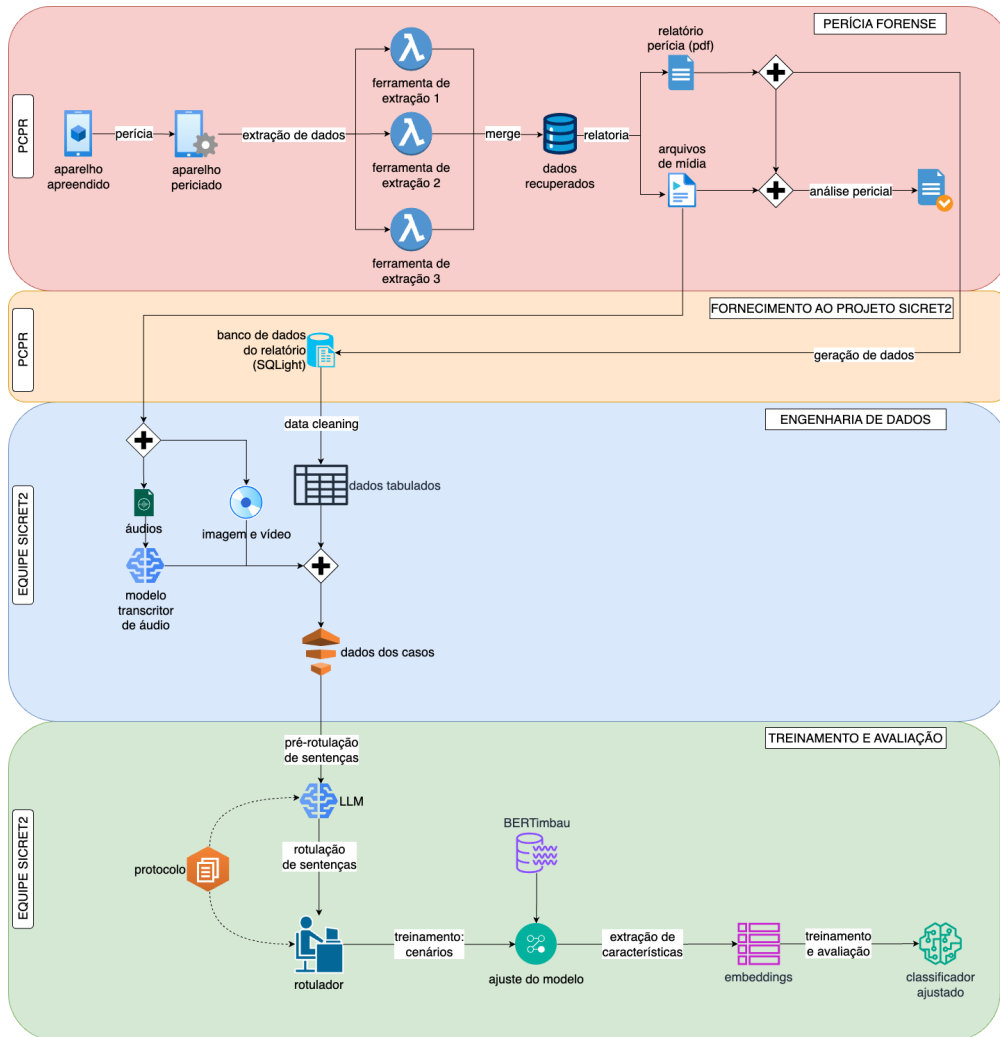 PERÍCIA FORENSE
PCPR
aparelho
apreendido
perícia
aparelho
periciado
extração de dados
ferramenta de
extração 1
ferramenta de
extração 2
ferramenta de
extração 3
merge
dados
recuperados
relatoria
relatório
perícia (pdf)
arquivos
de mídia
análise pericial
FORNECIMENTO AO PROJETO SICRET2
PCPR
banco de dados
do relatório
(SQLight)
geração de dados
ENGENHARIA DE DADOS
EQUIPE SICRET2
data cleaning
dados tabulados
áudios
imagem e vídeo
modelo
transcritor
de áudio
dados dos casos
TREINAMENTO E AVALIAÇÃO
EQUIPE SICRET2
pré-rotulação
de sentenças
LLM
protocolo
rotulação
de sentenças
rotulador
treinamento:
cenários
BERTimbau
ajuste do modelo
extração de
características
embeddings
treinamento
e avaliação
classificador
ajustado